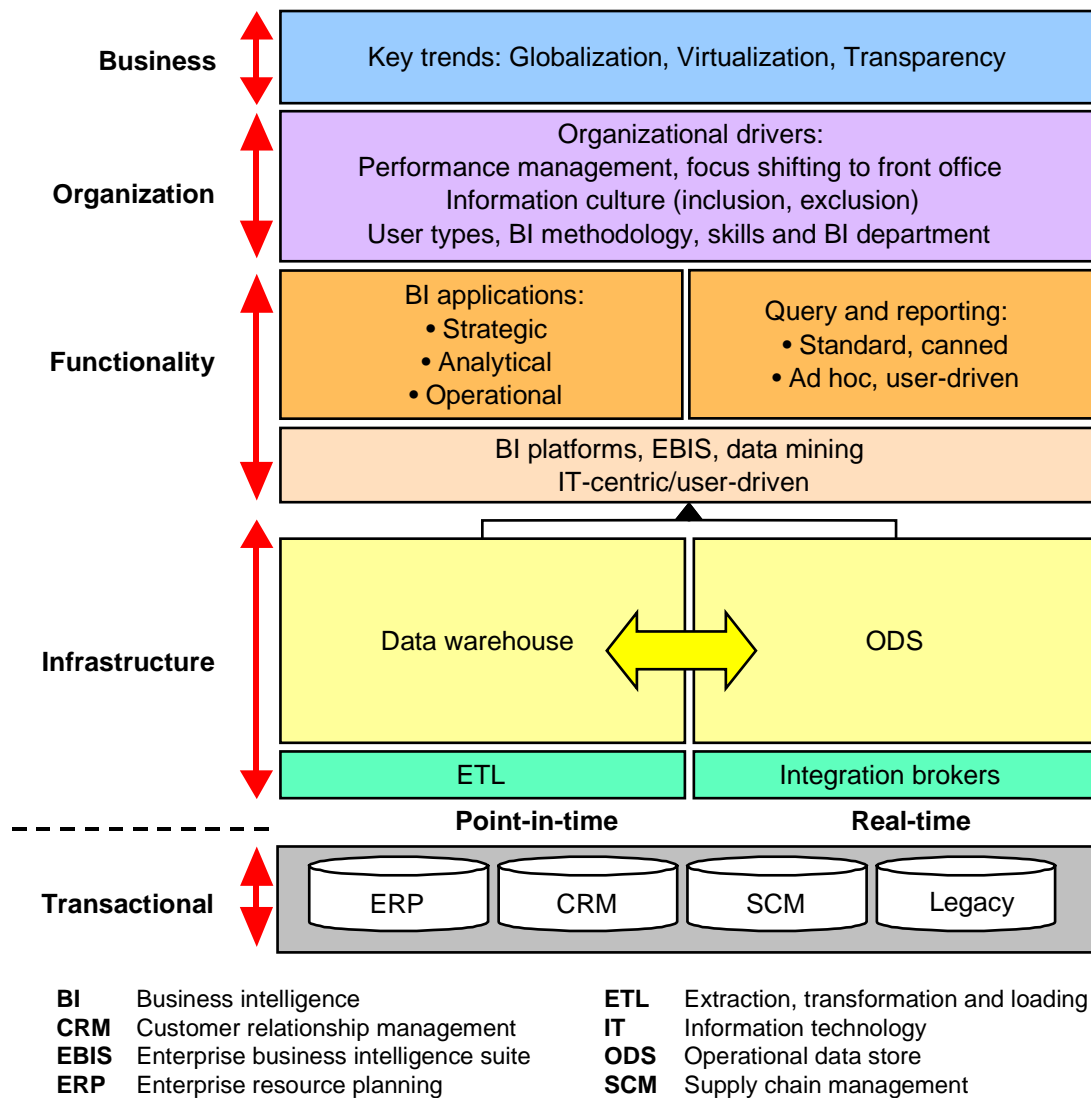 Business
Key trends: Globalization, Virtualization, Transparency
Organization
Organizational drivers:
Performance management, focus shifting to front office
Information culture (inclusion, exclusion)
User types, BI methodology, skills and BI department
Functionality
BI applications:
• Strategic
• Analytical
• Operational
Query and reporting:
• Standard, canned
• Ad hoc, user-driven
BI platforms, EBIS, data mining
IT-centric/user-driven
Infrastructure
Data warehouse
ODS
ETL
Integration brokers
Point-in-time
Real-time
Transactional
ERP
CRM
SCM
Legacy
BI Business intelligence
CRM Customer relationship management
EBIS Enterprise business intelligence suite
ERP Enterprise resource planning
ETL Extraction, transformation and loading
IT Information technology
ODS Operational data store
SCM Supply chain management